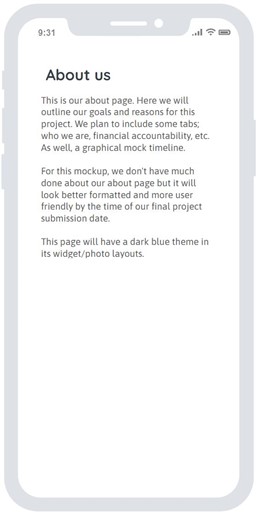 9:31
About us
This is our about page. Here we will
outline our goals and reasons for this
project. We plan to include some tabs;
who we are, financial accountability, etc.
As well, a graphical mock timeline.
For this mockup, we don't have much
done about our about page but it will
look better formatted and more user
friendly by the time of our final project
submission date.
This page will have a dark blue theme in
its widget/photo layouts.